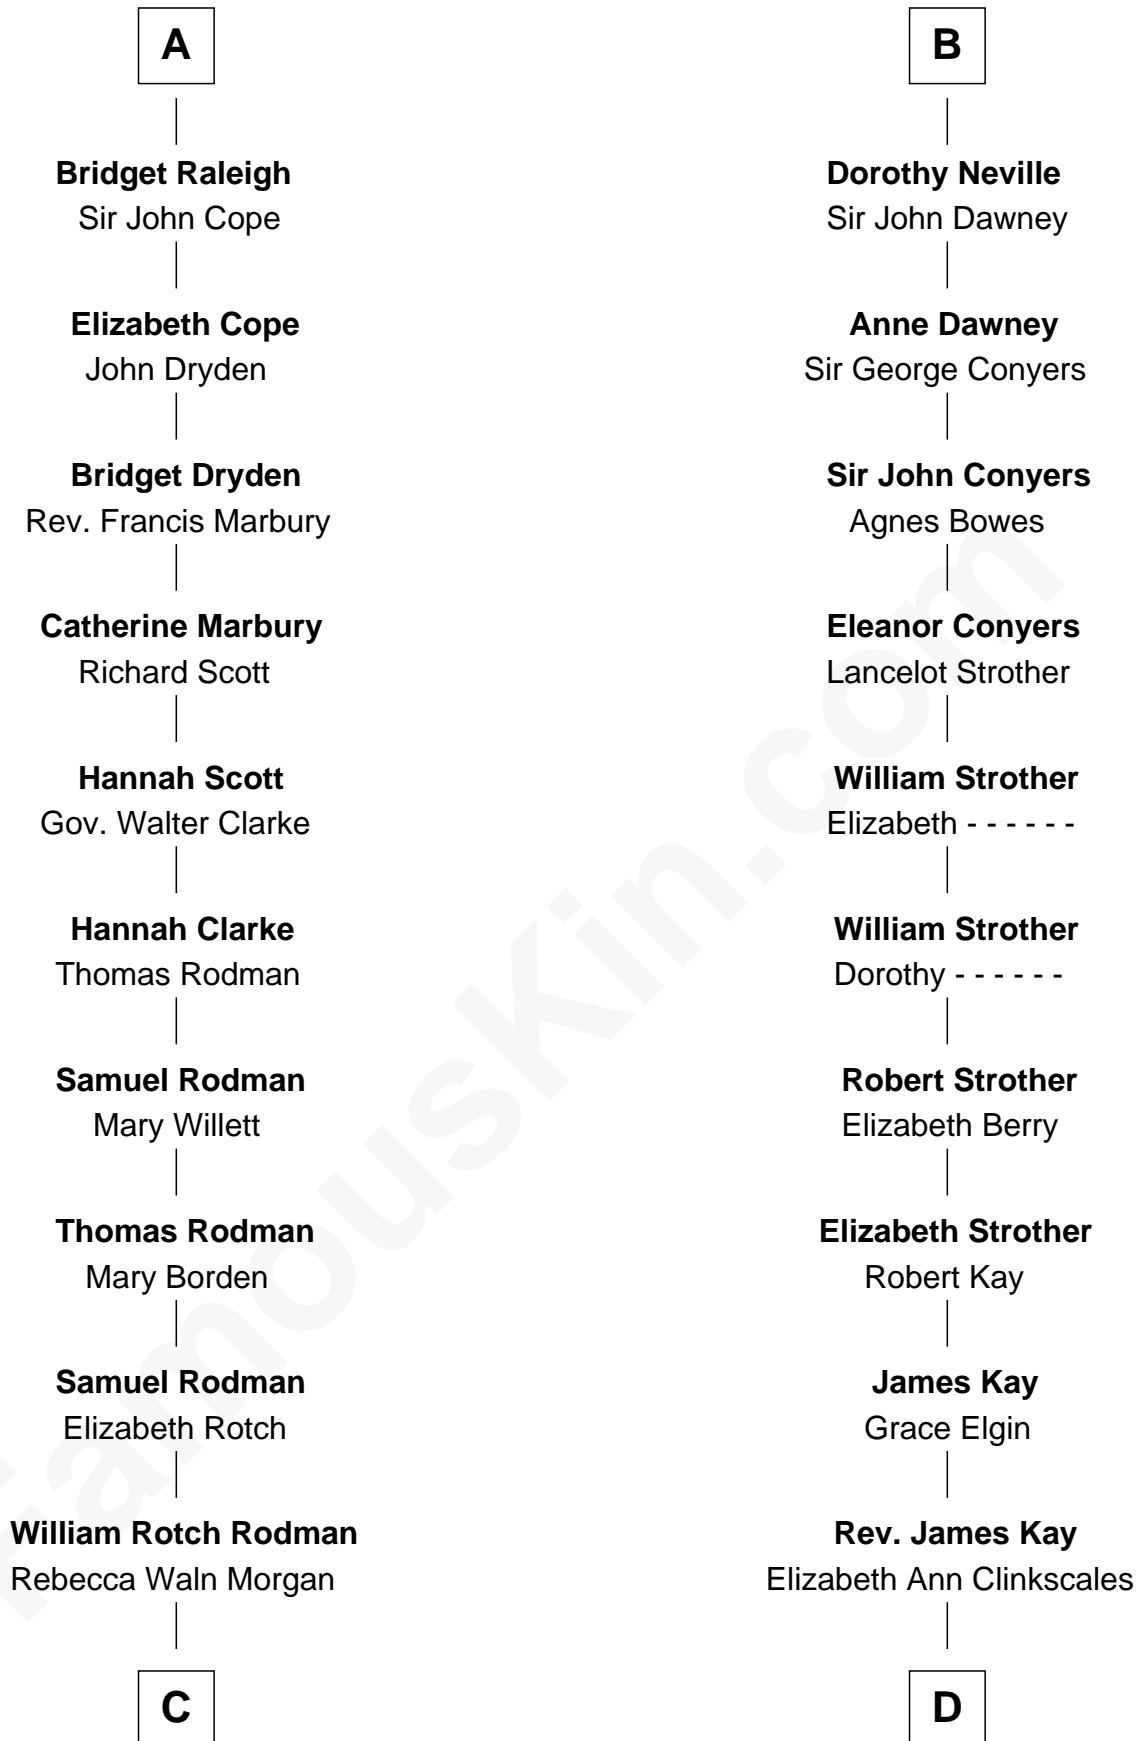 A
Bridget Raleigh
Sir John Cope
Elizabeth Cope
John Dryden
Bridget Dryden
Rev. Francis Marbury
Catherine Marbury
Richard Scott
Hannah Scott
Gov. Walter Clarke
Hannah Clarke
Thomas Rodman
Samuel Rodman
Mary Willett
Thomas Rodman
Mary Borden
Samuel Rodman
Elizabeth Rotch
William Rotch Rodman
Rebecca Waln Morgan
C
B
Dorothy Neville
Sir John Dawney
Anne Dawney
Sir George Conyers
Sir John Conyers
Agnes Bowes
Eleanor Conyers
Lancelot Strother
William Strother
Elizabeth - - - - - -
William Strother
Dorothy - - - - - -
Robert Strother
Elizabeth Berry
Elizabeth Strother
Robert Kay
James Kay
Grace Elgin
Rev. James Kay
Elizabeth Ann Clinkscales
D
FamousKin.com